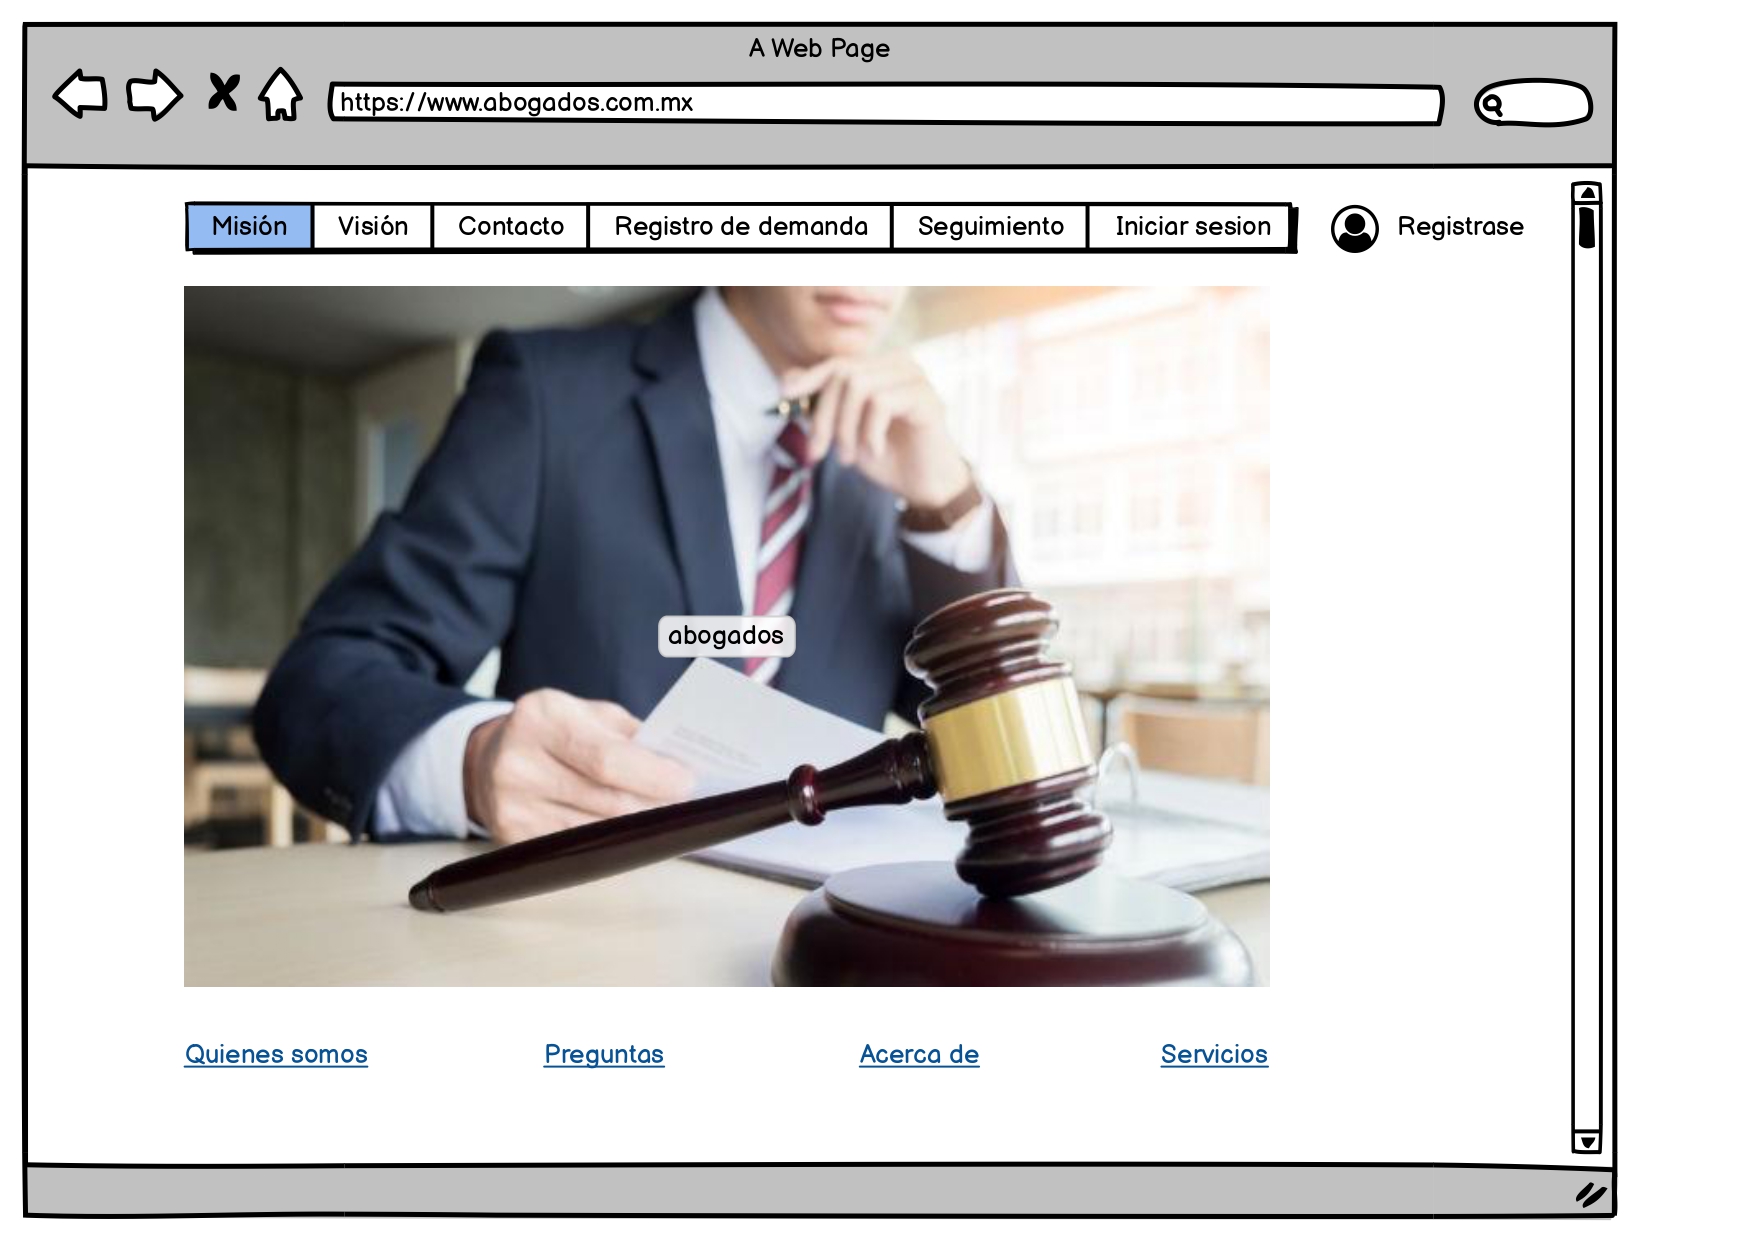 A Web Page
https://www.abogados.com.mx
Misión Visión Contacto Registro de demanda Seguimiento Iniciar sesion Registrase
abogados
Quienes somos Preguntas Acerca de Servicios